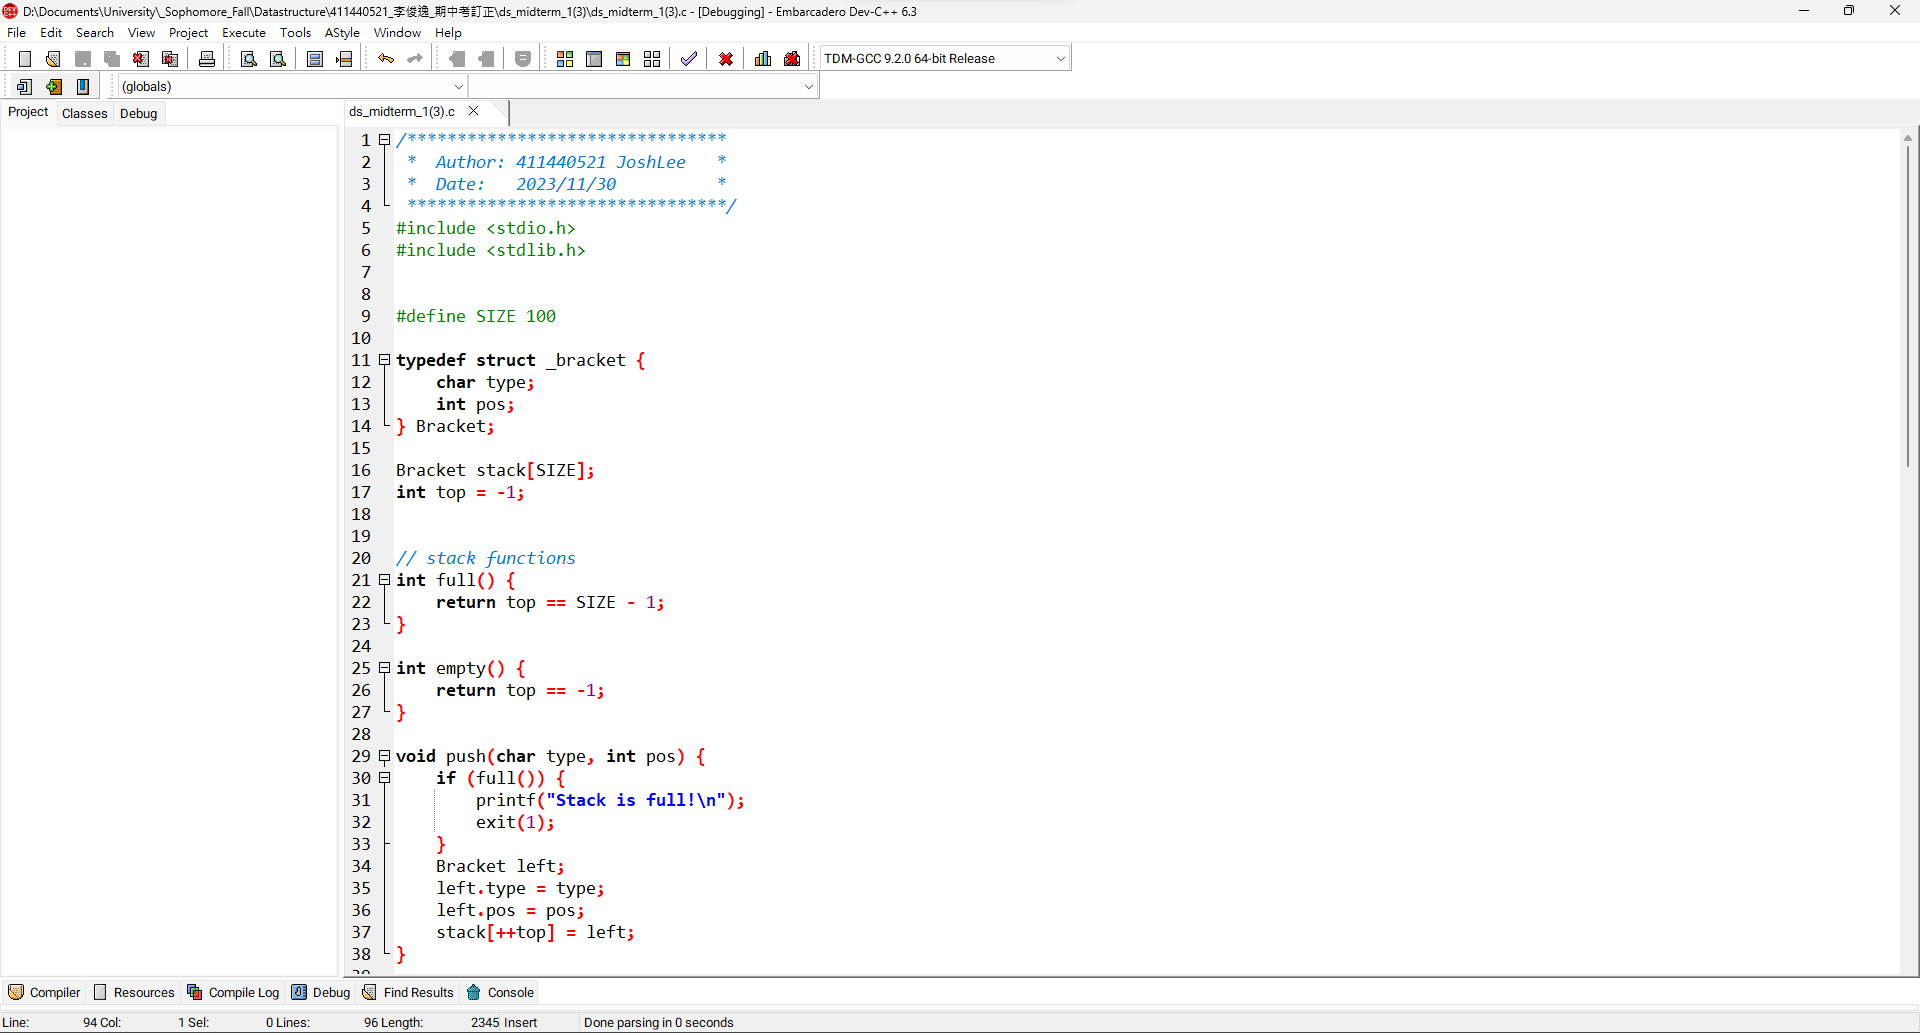 D:\Documents\University\_Sophomore_Fall\Datastructure\411440521_李俊逸_期中考訂正\ds_midterm_1(3)\ds_midterm_1(3).c - [Debugging] - Embarcadero Dev-C++ 6.3
File Edit Search View Project Execute Tools AStyle Window Help
TDM-GCC 9.2.0 64-bit Release
(globals)
Project Classes Debug
ds_midterm_1(3).c
1 /********************************
2 * Author: 411440521 JoshLee *
3 * Date: 2023/11/30 *
4 ********************************/
5 #include <stdio.h>
6 #include <stdlib.h>
7
8
9 #define SIZE 100
10
11 typedef struct _bracket {
12 char type;
13 int pos;
14 } Bracket;
15
16 Bracket stack[SIZE];
17 int top = -1;
18
19
20 // stack functions
21 int full() {
22 return top == SIZE - 1;
23 }
24
25 int empty() {
26 return top == -1;
27 }
28
29 void push(char type, int pos) {
30 if (full()) {
31 printf("Stack is full!\n");
32 exit(1);
33 }
34 Bracket left;
35 left.type = type;
36 left.pos = pos;
37 stack[++top] = left;
38 }
Compiler Resources Compile Log Debug Find Results Console
Line: 94 Col: 1 Sel: 0 Lines: 96 Length: 2345 Insert Done parsing in 0 seconds